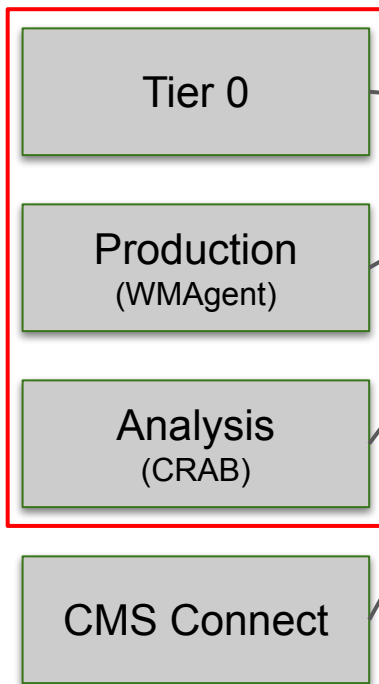 Tier 0
Production
(WMAgent)
Analysis
(CRAB)
CMS Connect